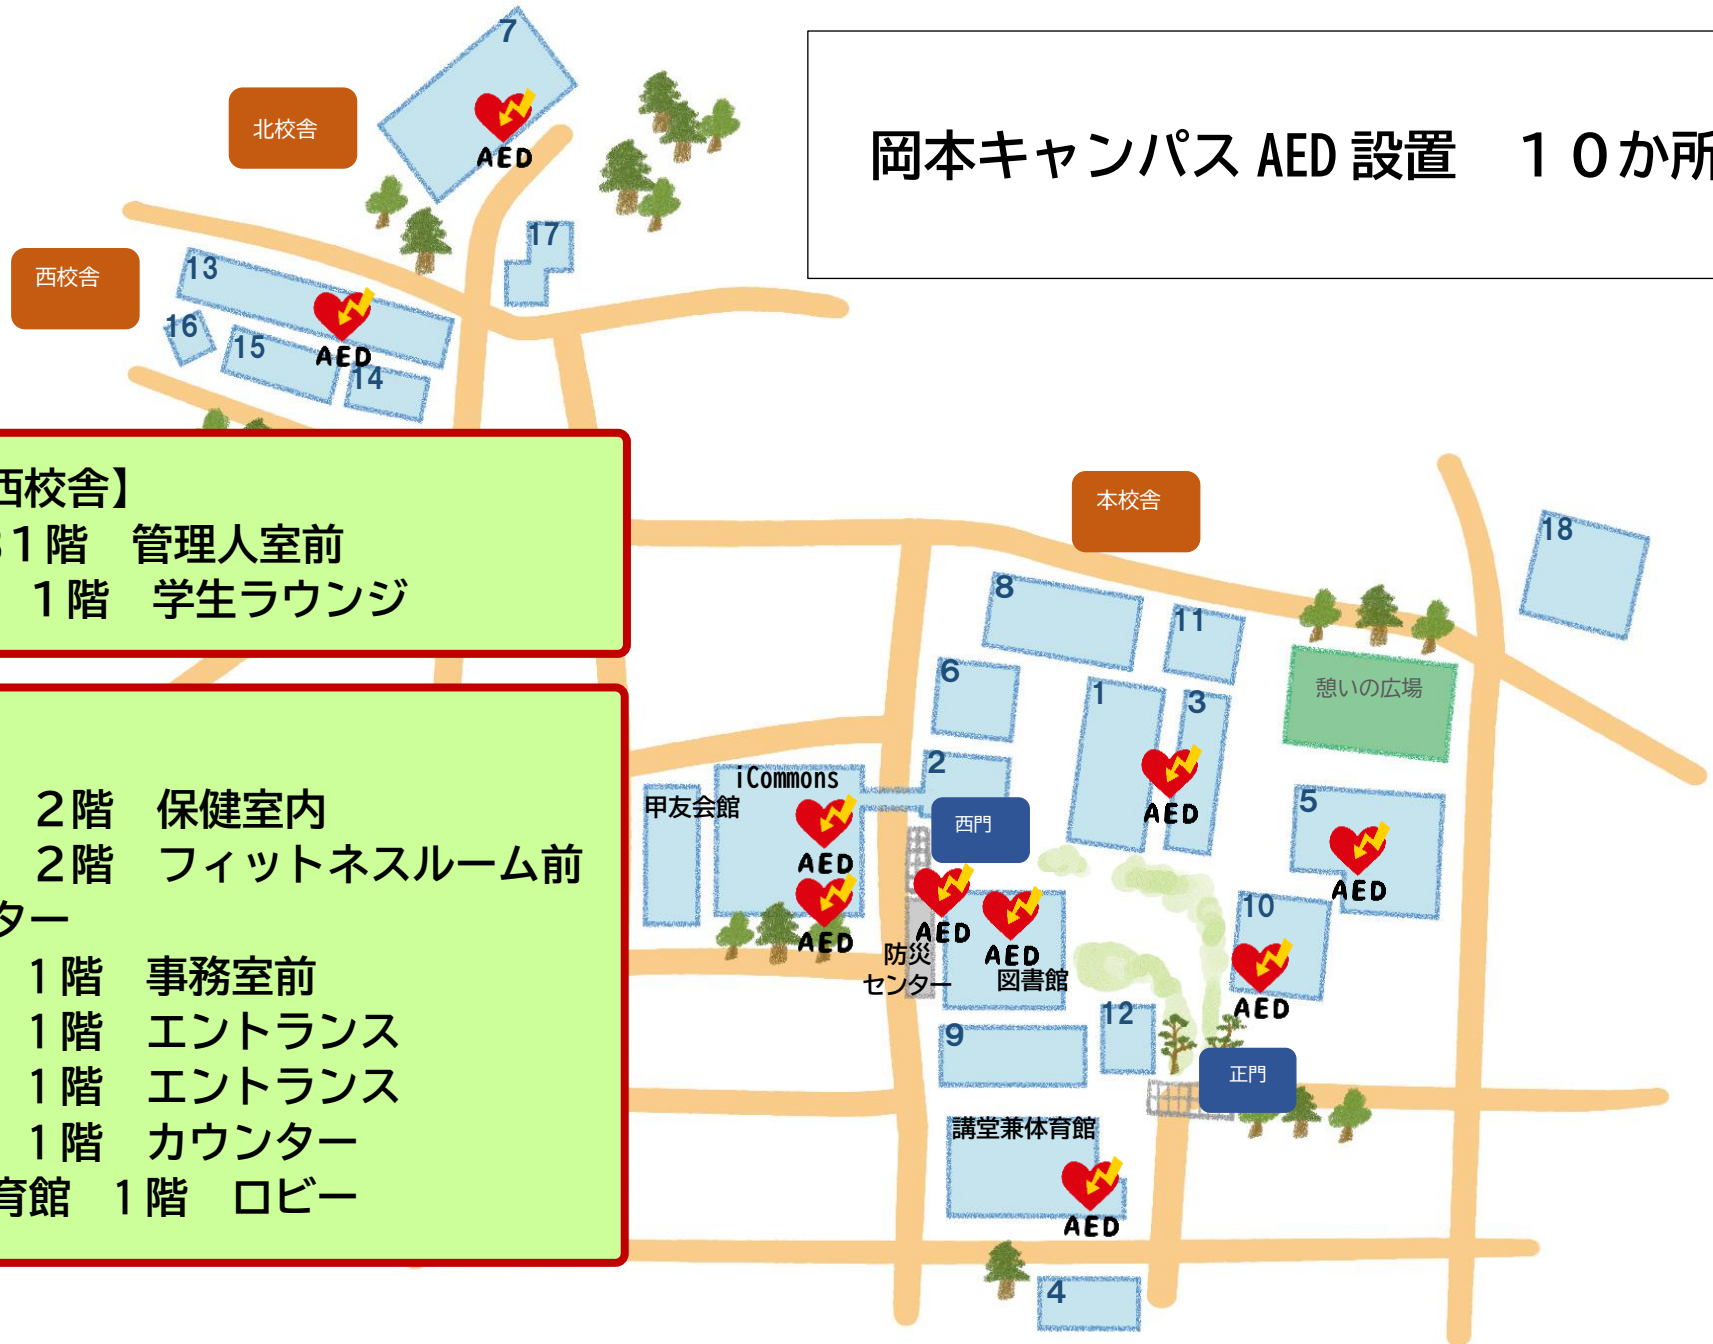 岡本キャンパス AED 設置　１０か所
7
北校舎
AED
17
西校舎
13
16
15
AED
14
西校舎】
1階　管理人室前
1階　学生ラウンジ
2階　保健室内
2階　フィットネスルーム前
ター
1階　事務室前
1階　エントランス
1階　エントランス
1階　カウンター
育館　1階　ロビー
本校舎
18
8
11
6
1
3
憩いの広場
2
iCommons
甲友会館
西門
AED
5
AED
AED
AED
AED
AED
10
防災
センター
図書館
AED
12
9
正門
講堂兼体育館
AED
4